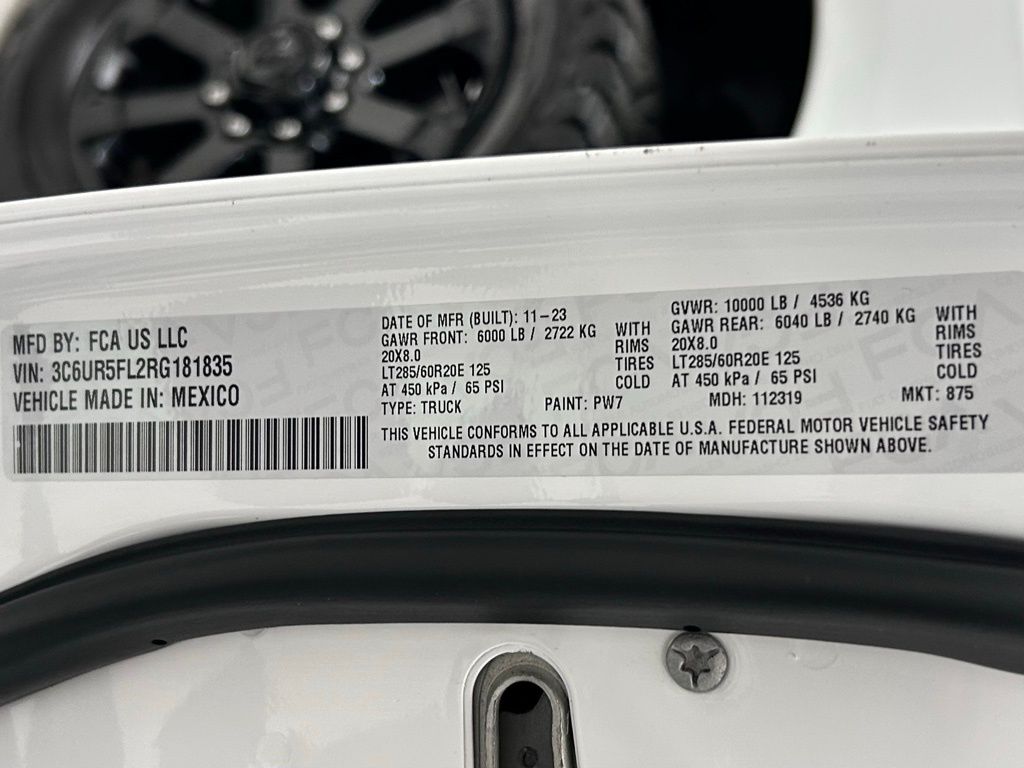 MFD BY: FCA US LLC
VIN: 3C6UR5FL2RG181835
VEHICLE MADE IN: MEXICO
DATE OF MFR (BUILT): 11-23
GAWR FRONT: 6000 LB / 2722 KG
20X8.0
LT285/60R20E 125
AT 450 kPa / 65 PSI
WITH
RIMS
TIRES
COLD
GVWR: 10000 LB / 4536 KG
GAWR REAR: 6040 LB / 2740 KG
20X8.0
LT285/60R20E 125
AT 450 kPa / 65 PSI
WITH
RIMS
TIRES
COLD
TYPE: TRUCK PAINT: PW7 MDH: 112319 MKT: 875
THIS VEHICLE CONFORMS TO ALL APPLICABLE U.S.A. FEDERAL MOTOR VEHICLE SAFETY
STANDARDS IN EFFECT ON THE DATE OF MANUFACTURE SHOWN ABOVE.